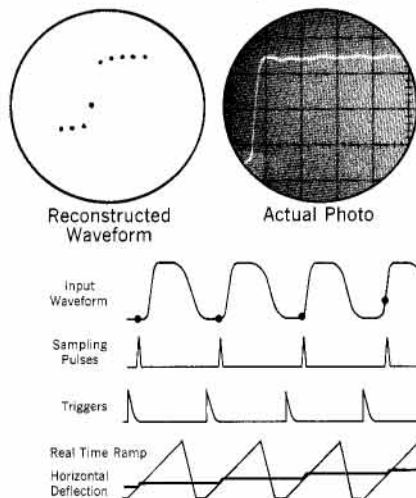 Reconstructed
Waveform
Actual Photo
Input
Waveform
Sampling
Pulses
Triggers
Real Time Ramp
Horizontal
Deflection